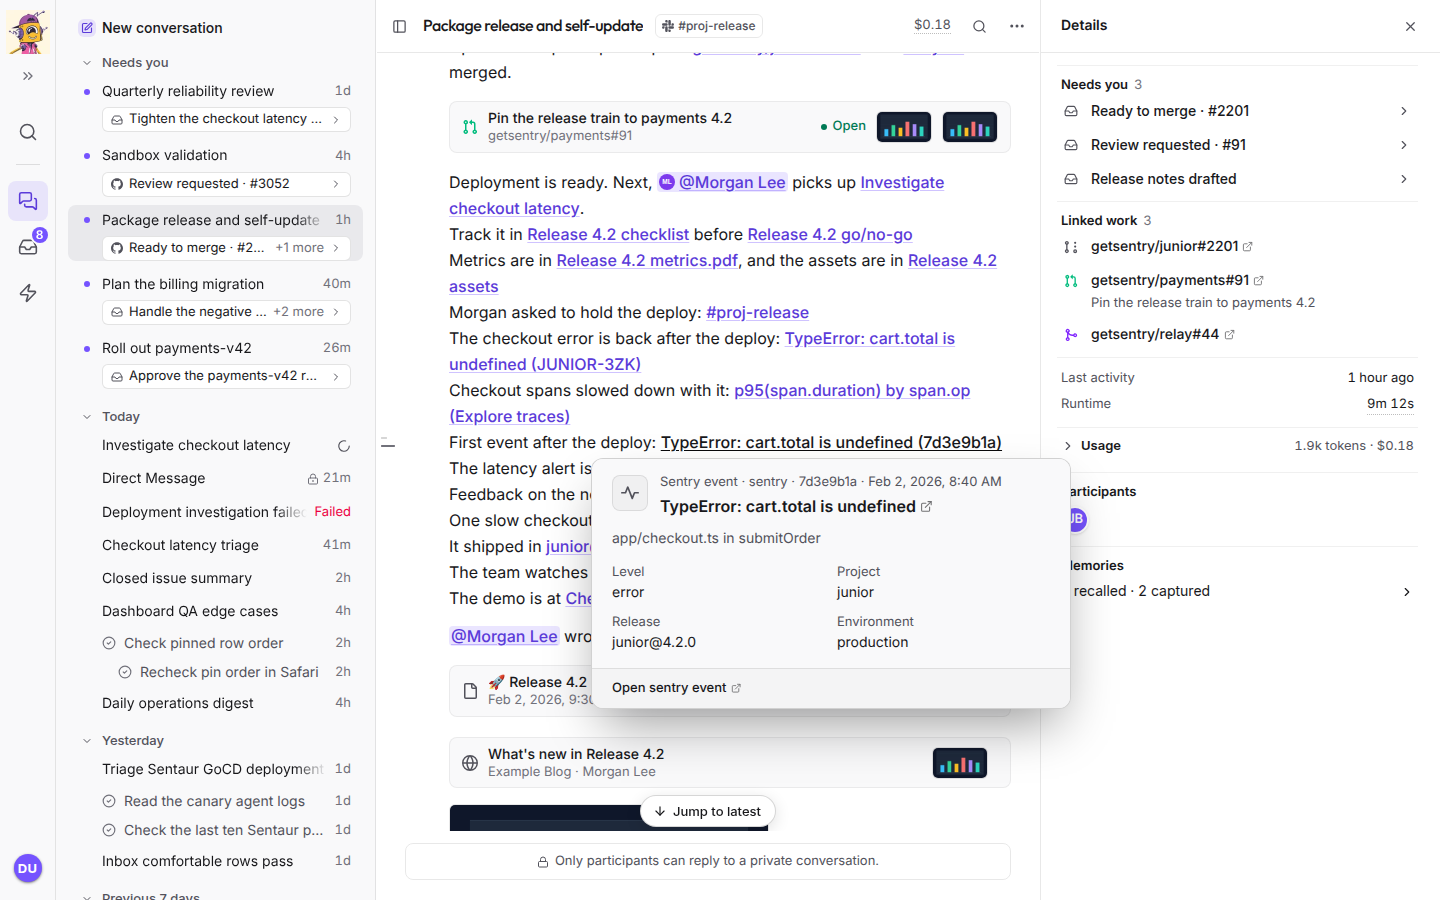 New conversation
Needs you
Quarterly reliability review 1d
Tighten the checkout latency ...
Sandbox validation 4h
Review requested · #3052
Package release and self-update 1h
Ready to merge · #2... +1 more
8
Plan the billing migration 40m
Handle the negative ... +2 more
Roll out payments-v42 26m
Approve the payments-v42 r...
Today
Investigate checkout latency
Direct Message 21m
Deployment investigation failed Failed
Checkout latency triage 41m
Closed issue summary 2h
Dashboard QA edge cases 4h
Check pinned row order 2h
Recheck pin order in Safari 2h
Daily operations digest 4h
Yesterday
Triage Sentaur GoCD deployment 1d
Read the canary agent logs 1d
Check the last ten Sentaur p... 1d
Inbox comfortable rows pass 1d
Previous 7 days
DU
Package release and self-update #proj-release $0.18
merged.
Pin the release train to payments 4.2
getsentry/payments#91
Open
Deployment is ready. Next, ML @Morgan Lee picks up Investigate
checkout latency.
Track it in Release 4.2 checklist before Release 4.2 go/no-go
Metrics are in Release 4.2 metrics.pdf, and the assets are in Release 4.2
assets
Morgan asked to hold the deploy: #proj-release
The checkout error is back after the deploy: TypeError: cart.total is
undefined (JUNIOR-3ZK)
Checkout spans slowed down with it: p95(span.duration) by span.op
(Explore traces)
First event after the deploy: TypeError: cart.total is undefined (7d3e9b1a)
The latency alert is
Feedback on the
One slow checkout
It shipped in junior
The team watches
The demo is at
@Morgan Lee
Sentry event · sentry · 7d3e9b1a · Feb 2, 2026, 8:40 AM
TypeError: cart.total is undefined
app/checkout.ts in submitOrder
Level
error
Project
junior
Release
junior@4.2.0
Environment
production
Open sentry event
🚀 Release 4.2
Feb 2, 2026,
What's new in Release 4.2
Example Blog · Morgan Lee
Jump to latest
Only participants can reply to a private conversation.
Details
Needs you 3
Ready to merge · #2201
Review requested · #91
Release notes drafted
Linked work 3
getsentry/junior#2201
getsentry/payments#91
Pin the release train to payments 4.2
getsentry/relay#44
Last activity 1 hour ago
Runtime 9m 12s
Usage 1.9k tokens · $0.18
articipants
JB
emories
recalled · 2 captured